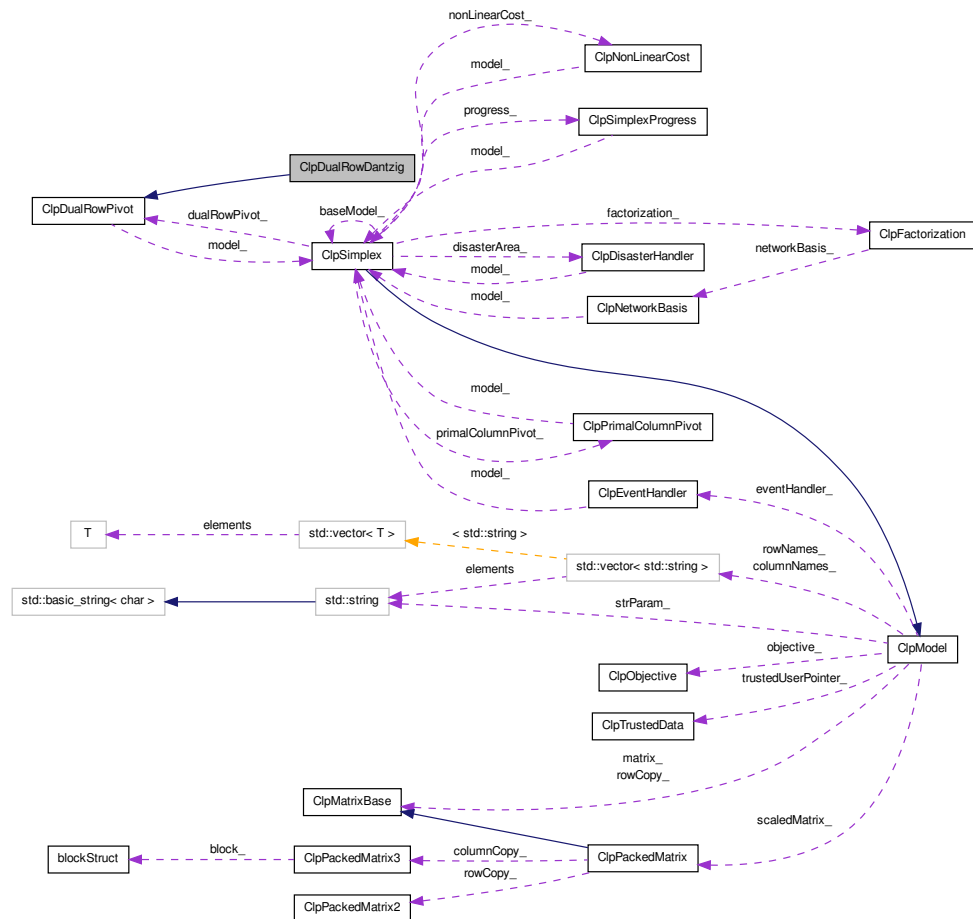 nonLinearCost_
ClpNonLinearCost
model_
progress_
ClpSimplexProgress
model_
ClpDualRowDantzig
ClpDualRowPivot
dualRowPivot_
baseModel_
factorization_
ClpFactorization
model_
ClpSimplex
disasterArea_
ClpDisasterHandler
networkBasis_
model_
model_
ClpNetworkBasis
model_
ClpPrimalColumnPivot
primalColumnPivot_
model_
ClpEventHandler
eventHandler_
T
elements
std::vector< T >
< std::string >
rowNames_
columnNames_
elements
std::vector< std::string >
std::basic_string< char >
std::string
strParam_
ClpModel
objective_
ClpObjective
trustedUserPointer_
ClpTrustedData
matrix_
rowCopy_
ClpMatrixBase
scaledMatrix_
blockStruct
block_
ClpPackedMatrix3
columnCopy_
ClpPackedMatrix
rowCopy_
ClpPackedMatrix2